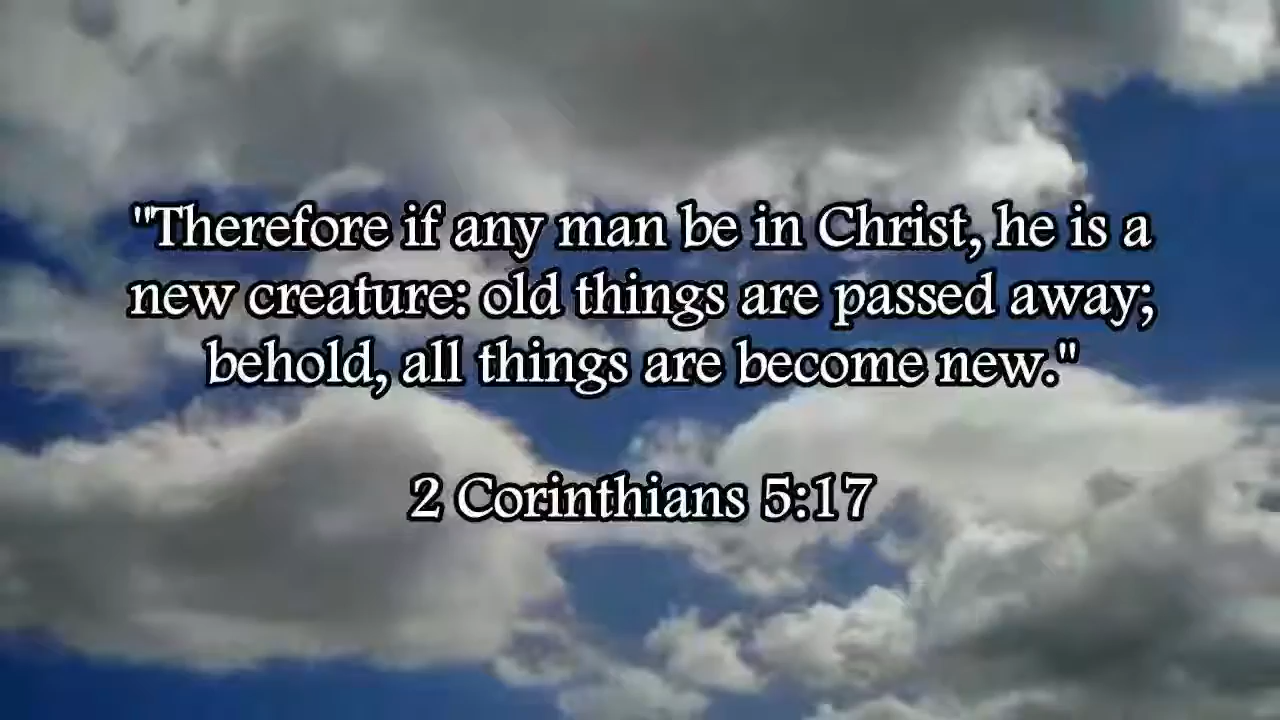 "Therefore if any man be in Christ, he is a
new creature: old things are passed away;
behold, all things are become new."
2 Corinthians 5:17